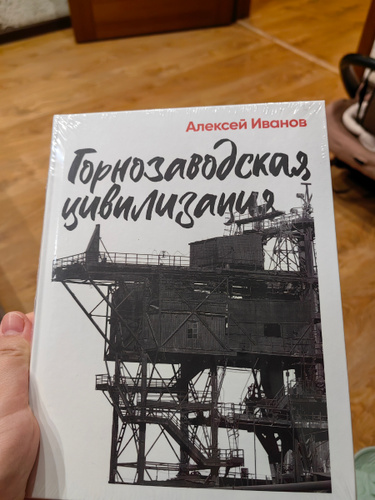 Алексей Иванов
Горнозаводская
цивилизация